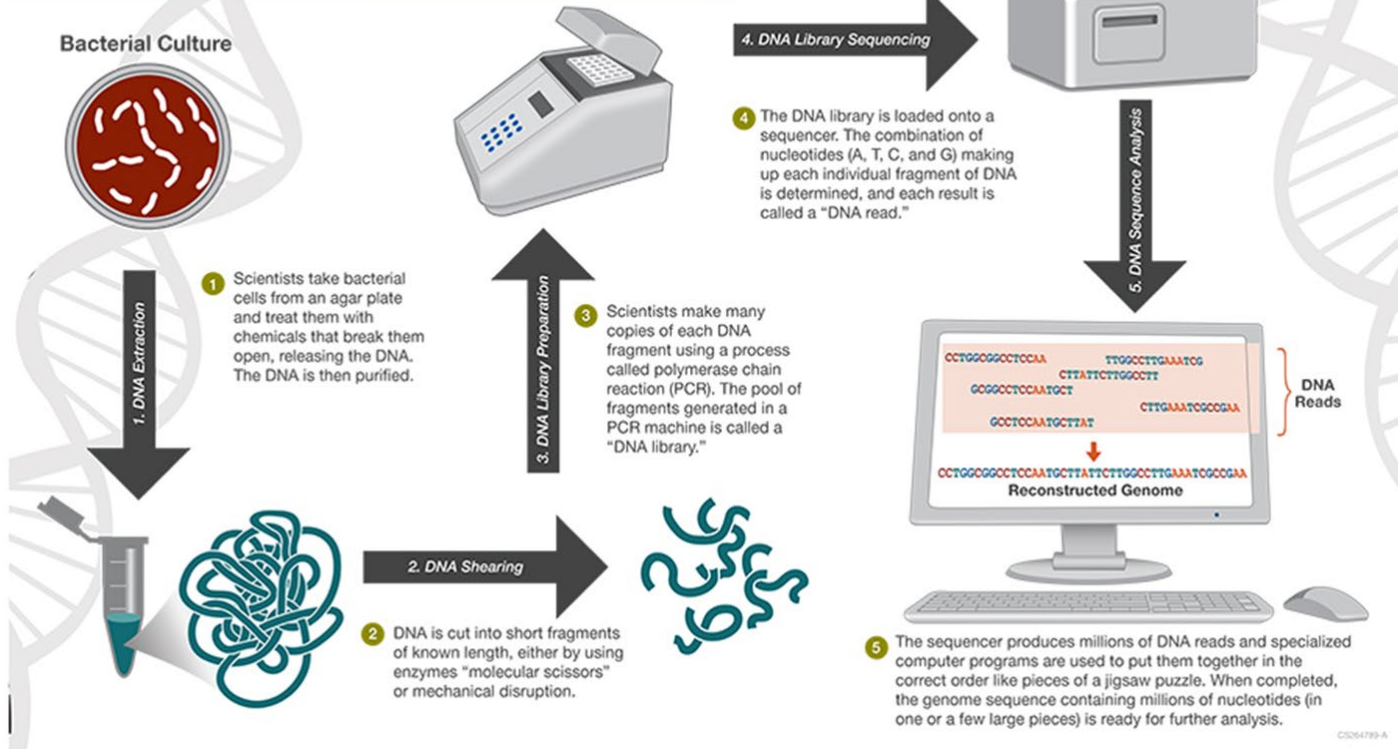 Bacterial Culture
1. DNA Extraction
1
Scientists take bacterial
cells from an agar plate
and treat them with
chemicals that break them
open, releasing the DNA.
The DNA is then purified.
2. DNA Shearing
2
DNA is cut into short fragments
of known length, either by using
enzymes “molecular scissors”
or mechanical disruption.
3. DNA Library Preparation
3
Scientists make many
copies of each DNA
fragment using a process
called polymerase chain
reaction (PCR). The pool of
fragments generated in a
PCR machine is called a
“DNA library.”
4. DNA Library Sequencing
4
The DNA library is loaded onto a
sequencer. The combination of
nucleotides (A, T, C, and G) making
up each individual fragment of DNA
is determined, and each result is
called a “DNA read.”
5. DNA Sequence Analysis
CCTGGCGGCCTCCAA
TTGGCCTTGAAATCG
CTTATTCTTGGCCTT
GCGGCCTCCAATGCT
CTTGAAATCGCCGAA
GCCTCCAATGCTTAT
DNA
Reads
CCTGGCGGCCTCCAATGCTTATTCTTGGCCTTGAAATCGCCGAA
Reconstructed Genome
5
The sequencer produces millions of DNA reads and specialized
computer programs are used to put them together in the
correct order like pieces of a jigsaw puzzle. When completed,
the genome sequence containing millions of nucleotides (in
one or a few large pieces) is ready for further analysis.
CS264789-A